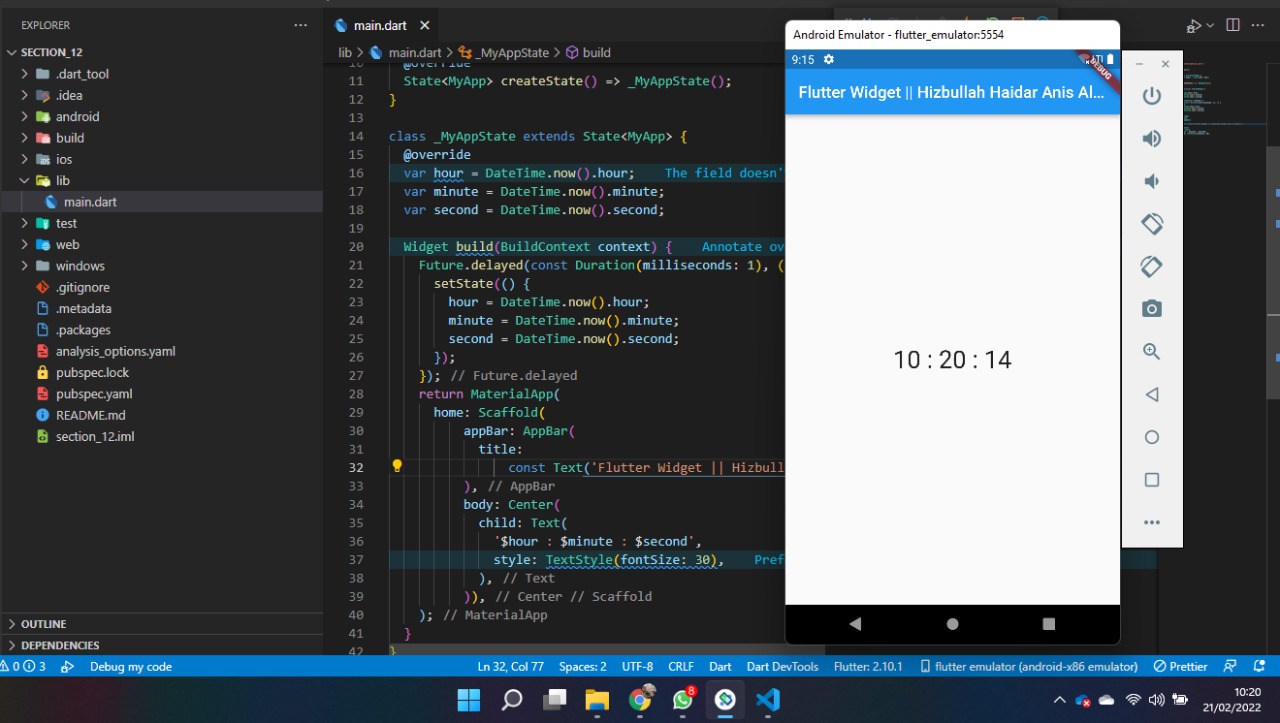 EXPLORER
SECTION_12
.dart_tool
.idea
android
build
ios
lib
main.dart
test
web
windows
.gitignore
.metadata
.packages
analysis_options.yaml
pubspec.lock
pubspec.yaml
README.md
section_12.iml
OUTLINE
DEPENDENCIES
main.dart
lib > main.dart > _MyAppState > build
10 @override
11 State<MyApp> createState() => _MyAppState();
12 }
13
14 class _MyAppState extends State<MyApp> {
15 @override
16 var hour = DateTime.now().hour; The field doesn'
17 var minute = DateTime.now().minute;
18 var second = DateTime.now().second;
19
20 Widget build(BuildContext context) { Annotate ov
21 Future.delayed(const Duration(milliseconds: 1), (
22 setState(() {
23 hour = DateTime.now().hour;
24 minute = DateTime.now().minute;
25 second = DateTime.now().second;
26 });
27 }); // Future.delayed
28 return MaterialApp(
29 home: Scaffold(
30 appBar: AppBar(
31 title:
32 const Text('Flutter Widget || Hizbull
33 ), // AppBar
34 body: Center(
35 child: Text(
36 '$hour : $minute : $second',
37 style: TextStyle(fontSize: 30), Pref
38 ), // Text
39 )), // Center // Scaffold
40 ); // MaterialApp
41 }
42 }
Android Emulator - flutter_emulator:5554
9:15
DEBUG
Flutter Widget || Hizbullah Haidar Anis Al...
10 : 20 : 14
0 3 Debug my code Ln 32, Col 77 Spaces: 2 UTF-8 CRLF Dart Dart DevTools Flutter: 2.10.1 flutter emulator (android-x86 emulator) Prettier
8
10:20
21/02/2022